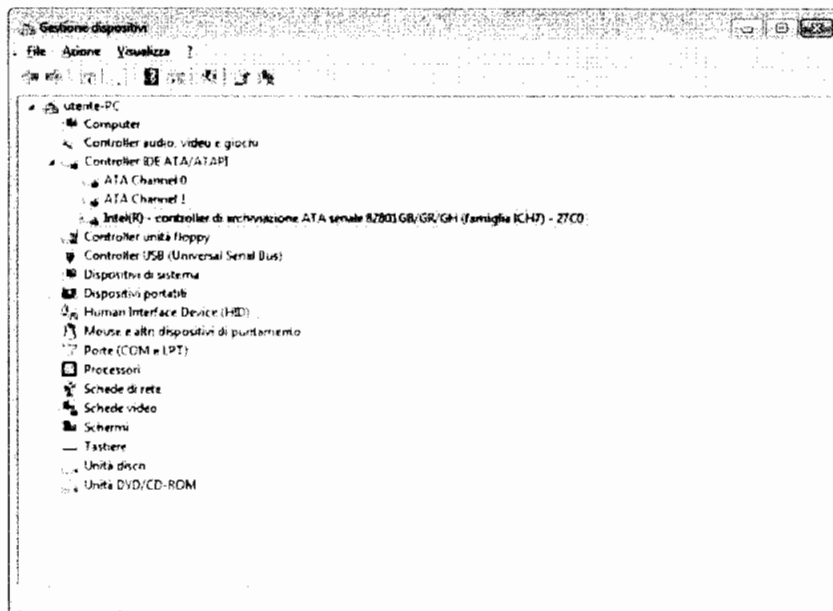 Gestione dispositivi
File Azione Visualizza ?
utente-PC
Computer
Controller audio, video e giochi
Controller IDE ATA/ATAPI
ATA Channel 0
ATA Channel 1
Intel(R) - controller di archiviazione ATA seriale 82801GB/GR/GH (famiglia ICH7) - 27C0
Controller unità floppy
Controller USB (Universal Serial Bus)
Dispositivi di sistema
Dispositivi portatili
Human Interface Device (HID)
Mouse e altri dispositivi di puntamento
Porte (COM e LPT)
Processori
Schede di rete
Schede video
Schermi
Tastiere
Unità disco
Unità DVD/CD-ROM